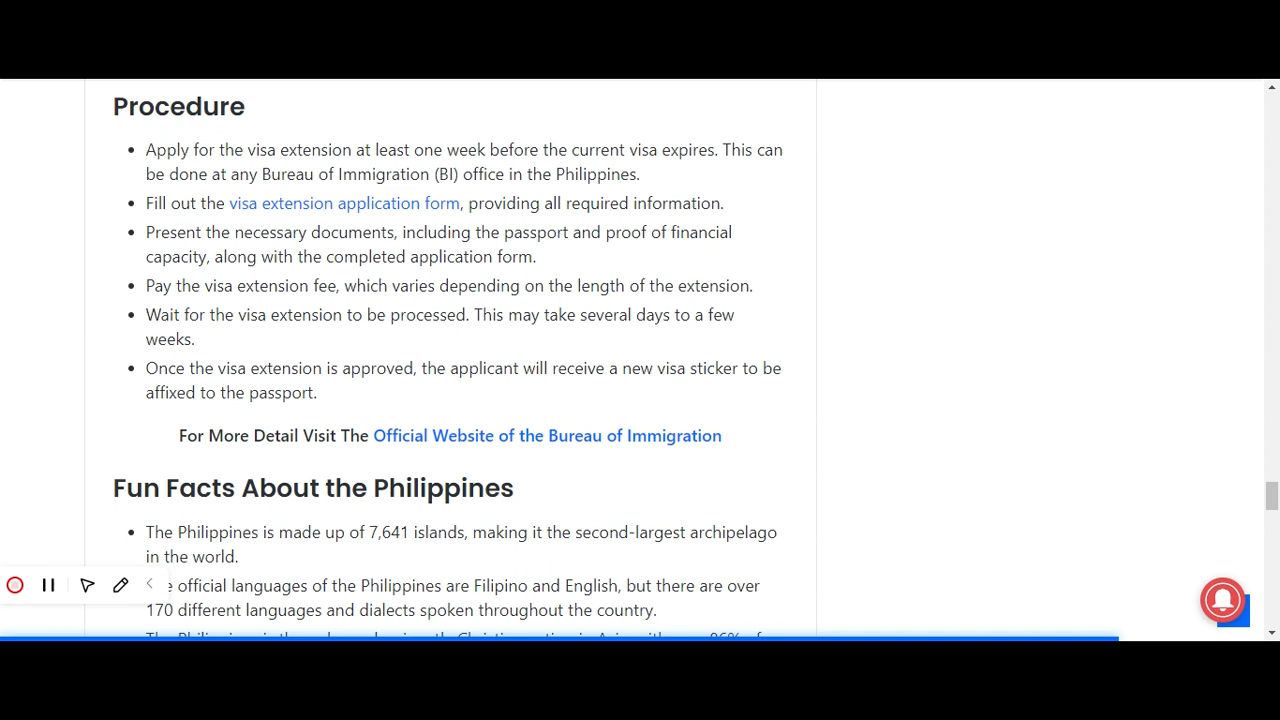 Procedure
Apply for the visa extension at least one week before the current visa expires. This can
be done at any Bureau of Immigration (BI) office in the Philippines.
Fill out the visa extension application form, providing all required information.
Present the necessary documents, including the passport and proof of financial
capacity, along with the completed application form.
Pay the visa extension fee, which varies depending on the length of the extension.
Wait for the visa extension to be processed. This may take several days to a few
weeks.
Once the visa extension is approved, the applicant will receive a new visa sticker to be
affixed to the passport.
For More Detail Visit The Official Website of the Bureau of Immigration
Fun Facts About the Philippines
The Philippines is made up of 7,641 islands, making it the second-largest archipelago
in the world.
official languages of the Philippines are Filipino and English, but there are over
170 different languages and dialects spoken throughout the country.